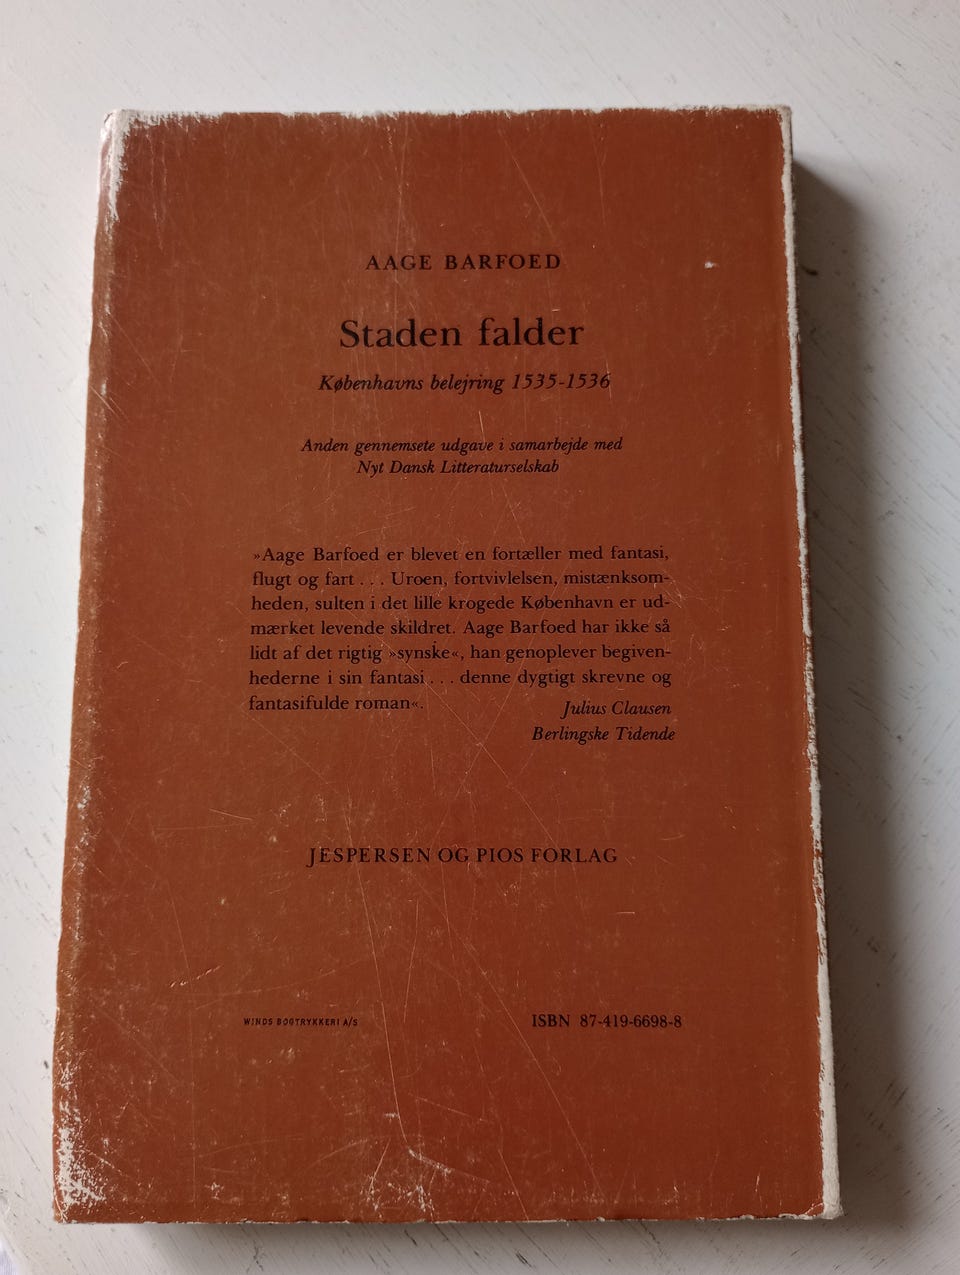 AAGE BARFOED
Staden falder
Københavns belejring 1535-1536
Anden gennemsete udgave i samarbejde med
Nyt Dansk Litteraturselskab
»Aage Barfoed er blevet en fortæller med fantasi,
flugt og fart . . . Uroen, fortvivlelsen, mistænksom-
heden, sulten i det lille krogede København er ud-
mærket levende skildret. Aage Barfoed har ikke så
lidt af det rigtig »synske«, han genoplever begiven-
hederne i sin fantasi . . . denne dygtigt skrevne og
fantasifulde roman«.
Julius Clausen
Berlingske Tidende
JESPERSEN OG PIOS FORLAG
WINDS BOGTRYKKERI A/S
ISBN 87-419-6698-8